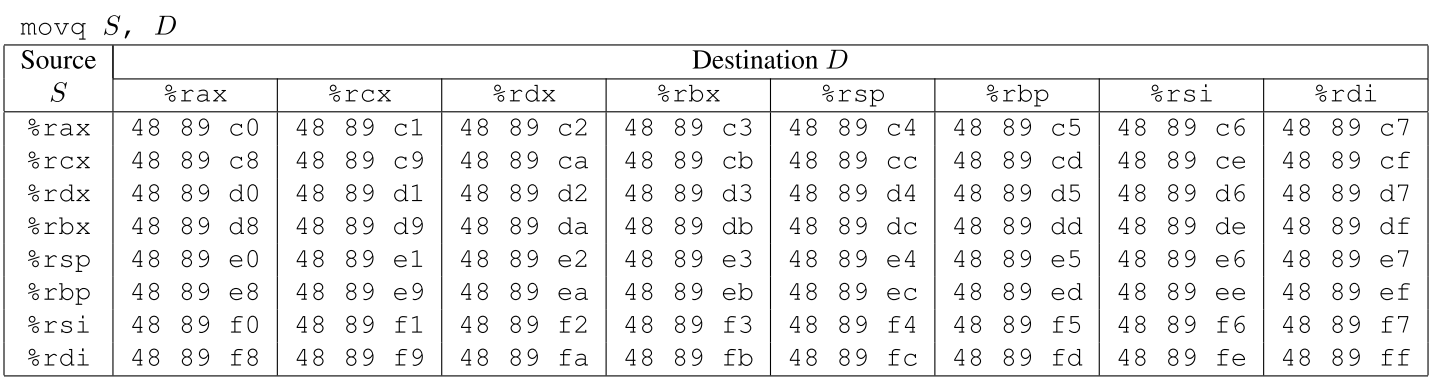 movq S, D
Source Destination D
S %rax %rcx %rdx %rbx %rsp %rbp %rsi %rdi
%rax 48 89 c0 48 89 c1 48 89 c2 48 89 c3 48 89 c4 48 89 c5 48 89 c6 48 89 c7
%rcx 48 89 c8 48 89 c9 48 89 ca 48 89 cb 48 89 cc 48 89 cd 48 89 ce 48 89 cf
%rdx 48 89 d0 48 89 d1 48 89 d2 48 89 d3 48 89 d4 48 89 d5 48 89 d6 48 89 d7
%rbx 48 89 d8 48 89 d9 48 89 da 48 89 db 48 89 dc 48 89 dd 48 89 de 48 89 df
%rsp 48 89 e0 48 89 e1 48 89 e2 48 89 e3 48 89 e4 48 89 e5 48 89 e6 48 89 e7
%rbp 48 89 e8 48 89 e9 48 89 ea 48 89 eb 48 89 ec 48 89 ed 48 89 ee 48 89 ef
%rsi 48 89 f0 48 89 f1 48 89 f2 48 89 f3 48 89 f4 48 89 f5 48 89 f6 48 89 f7
%rdi 48 89 f8 48 89 f9 48 89 fa 48 89 fb 48 89 fc 48 89 fd 48 89 fe 48 89 ff